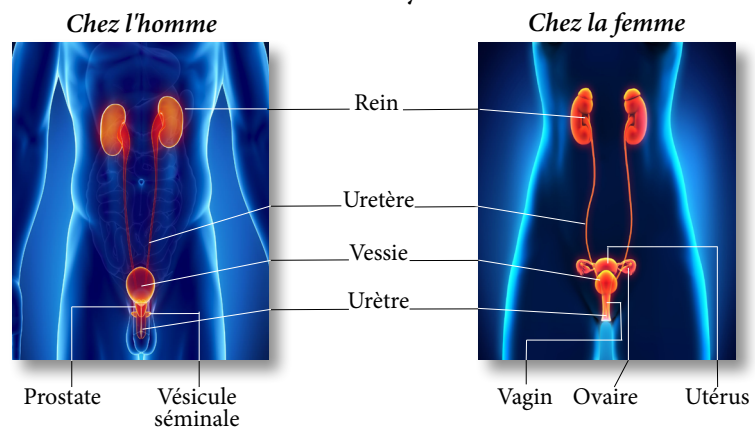 Chez l'homme
Chez la femme
Rein
Uretère
Vessie
Urètre
Prostate
Vésicule
séminale
Vagin
Ovaire
Utérus